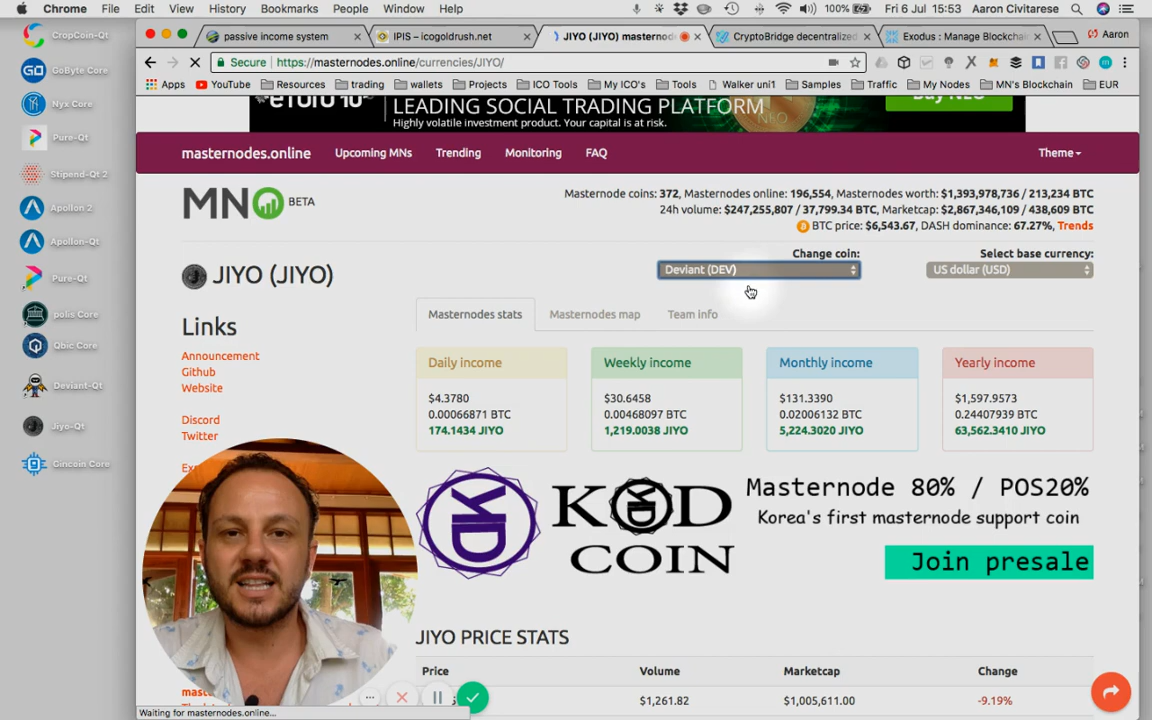 Chrome File Edit View History Bookmarks People Window Help 100% Fri 6 Jul 15:53 Aaron Civitarese
passive income system
IPIS – icogoldrush.net
JIYO (JIYO) masternod
CryptoBridge decentralized
Exodus : Manage Blockchain
Aaron
Secure https://masternodes.online/currencies/JIYO/
Apps YouTube Resources trading wallets Projects ICO Tools My ICO's Tools Walker uni1 Samples Traffic My Nodes MN's Blockchain EUR
CropCoin-Qt
GoByte Core
Nyx Core
Pure-Qt
Stipend-Qt 2
Apollon 2
Apollon-Qt
Pure-Qt
polis Core
Qbic Core
Deviant-Qt
Jiyo-Qt
Gincoin Core
LEADING SOCIAL TRADING PLATFORM
Highly volatile investment product. Your capital is at risk.
masternodes.online Upcoming MNs Trending Monitoring FAQ Theme
MNO BETA
Masternode coins: 372, Masternodes online: 196,554, Masternodes worth: $1,393,978,736 / 213,234 BTC
24h volume: $247,255,807 / 37,799.34 BTC, Marketcap: $2,867,346,109 / 438,609 BTC
BTC price: $6,543.67, DASH dominance: 67.27%, Trends
JIYO (JIYO)
Change coin:
Deviant (DEV)
Select base currency:
US dollar (USD)
Links
Announcement
Github
Website
Discord
Twitter
Masternodes stats Masternodes map Team info
Daily income
$4.3780
0.00066871 BTC
174.1434 JIYO
Weekly income
$30.6458
0.00468097 BTC
1,219.0038 JIYO
Monthly income
$131.3390
0.02006132 BTC
5,224.3020 JIYO
Yearly income
$1,597.9573
0.24407939 BTC
63,562.3410 JIYO
KOD
COIN
Masternode 80% / POS20%
Korea's first masternode support coin
Join presale
JIYO PRICE STATS
Price Volume Marketcap Change
$1,261.82 $1,005,611.00 -9.19%
Waiting for masternodes.online...